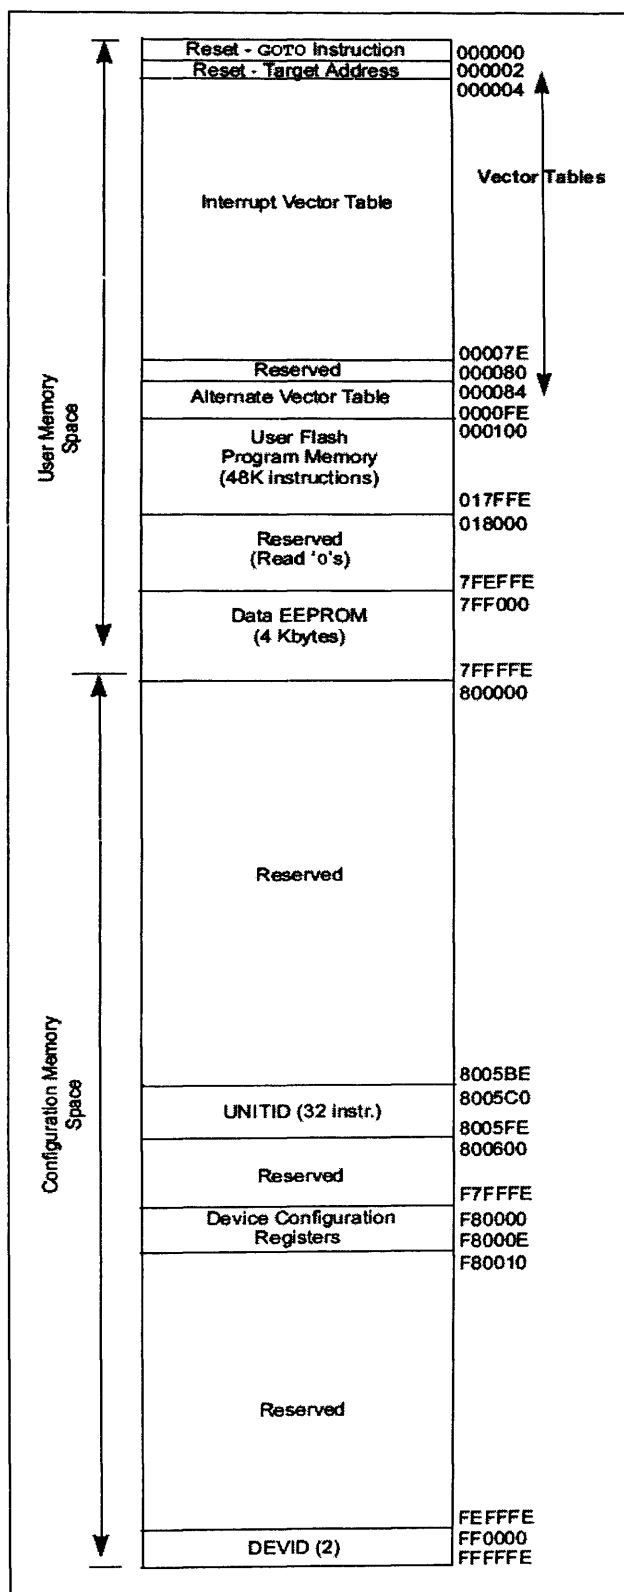 Reset - GOTO Instruction 000000
Reset - Target Address 000002
000004
Vector Tables
Interrupt Vector Table
00007E
Reserved 000080
Alternate Vector Table 000084
0000FE
User Flash 000100
Program Memory
(48K instructions)
017FFE
018000
Reserved
(Read '0's)
7FEFFE
7FF000
Data EEPROM
(4 Kbytes)
7FFFFE
800000
User Memory
Space
Reserved
8005BE
8005C0
UNITID (32 instr.)
8005FE
800600
Reserved
F7FFFE
Device Configuration F80000
Registers F8000E
F80010
Configuration Memory
Space
Reserved
FEFFFE
FF0000
DEVID (2)
FFFFFE